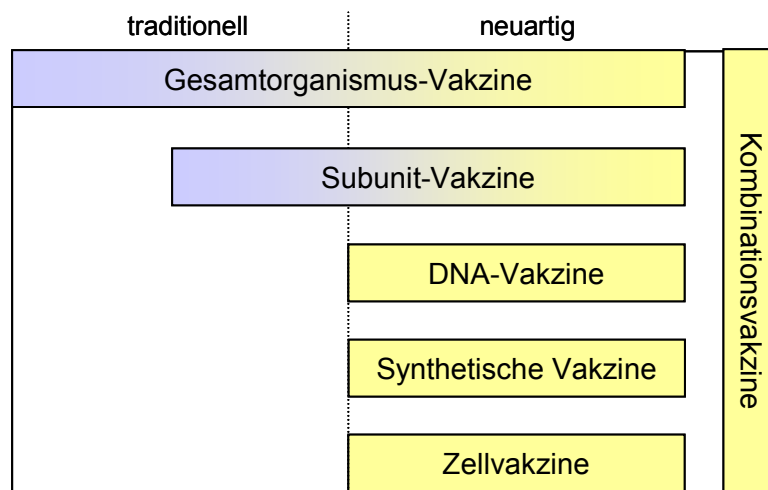 traditionell neuartig
Gesamtorganismus-Vakzine
Subunit-Vakzine
DNA-Vakzine
Synthetische Vakzine
Zellvakzine
Kombinationsvakzine